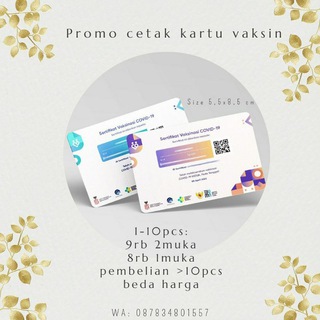 Promo cetak kartu vaksin
Size 5,5x8,5 cm
Sertifikat Vaksinasi COVID-19
Sertifikat Vaksinasi COVID-19
1-10pcs:
9rb 2muka
8rb 1muka
pembelian >10pcs
beda harga
WA: 087834801557